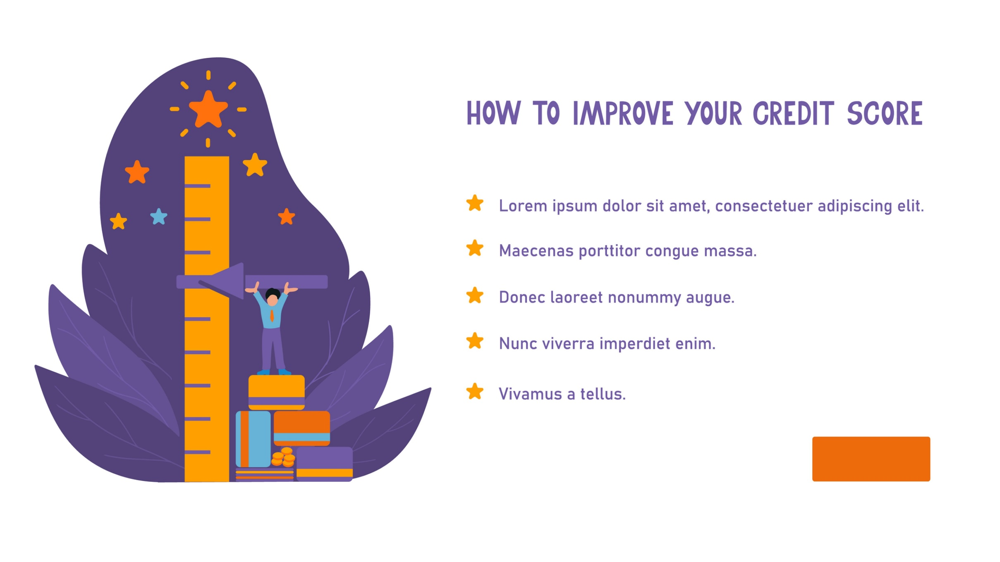 HOW TO IMPROVE YOUR CREDIT SCORE
Lorem ipsum dolor sit amet, consectetuer adipiscing elit.
Maecenas porttitor congue massa.
Donec laoreet nonummy augue.
Nunc viverra imperdiet enim.
Vivamus a tellus.